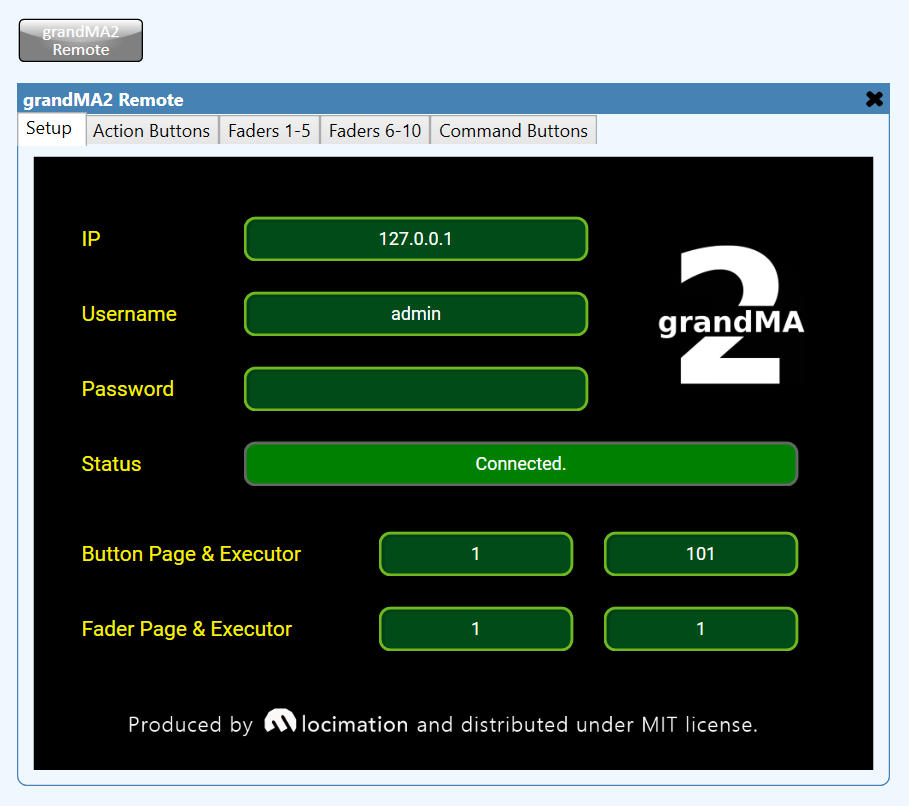 grandMA2
Remote
grandMA2 Remote
Setup Action Buttons Faders 1-5 Faders 6-10 Command Buttons
IP 127.0.0.1
2
grandMA
Username admin
Password
Status Connected.
Button Page & Executor 1 101
Fader Page & Executor 1 1
Produced by locimation and distributed under MIT license.